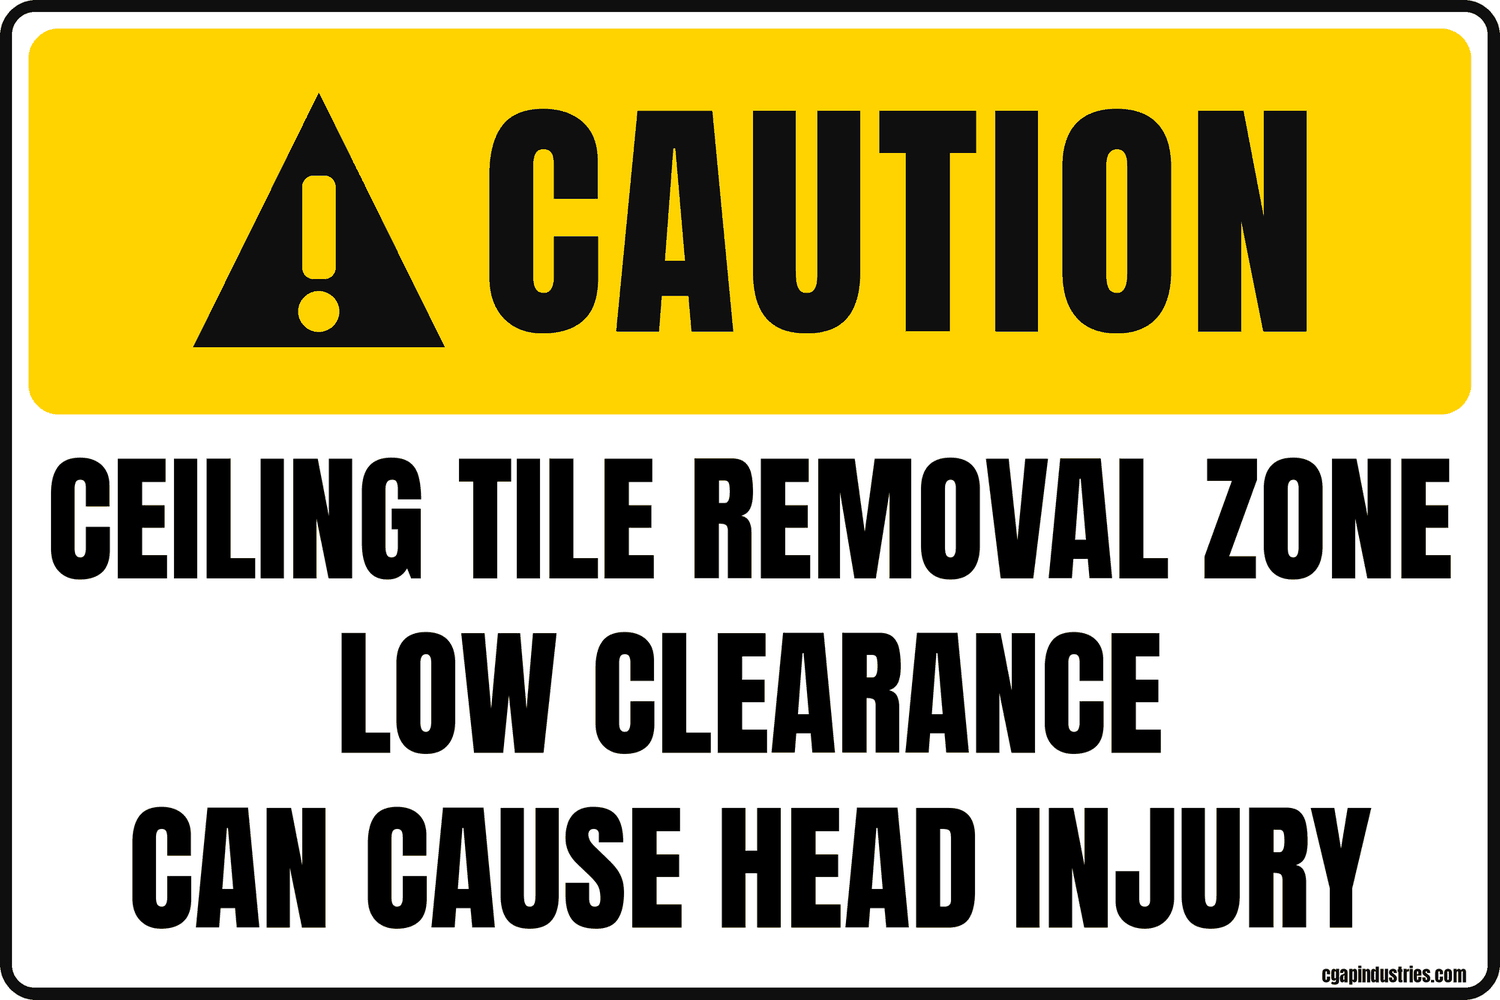 CAUTION
CEILING TILE REMOVAL ZONE
LOW CLEARANCE
CAN CAUSE HEAD INJURY
cgapindustries.com